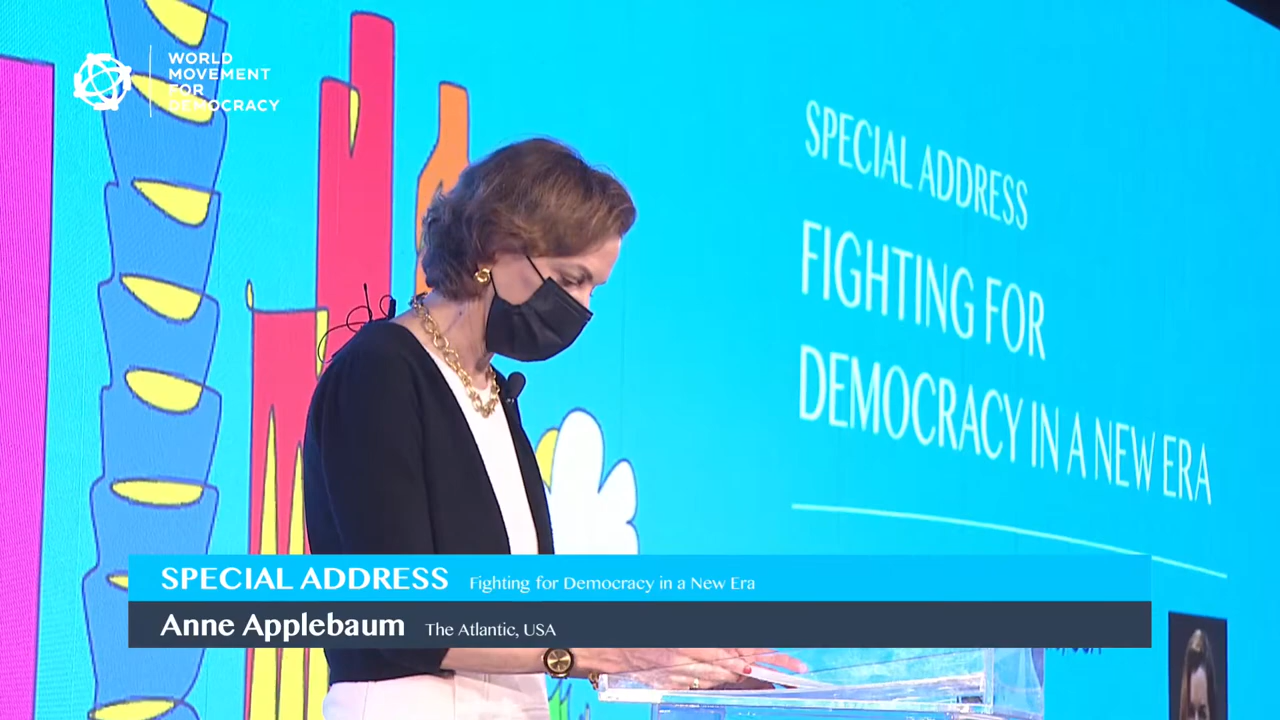 WORLD
MOVEMENT
FOR
DEMOCRACY
SPECIAL ADDRESS
FIGHTING FOR
DEMOCRACY IN A NEW ERA
SPECIAL ADDRESS Fighting for Democracy in a New Era
Anne Applebaum The Atlantic, USA